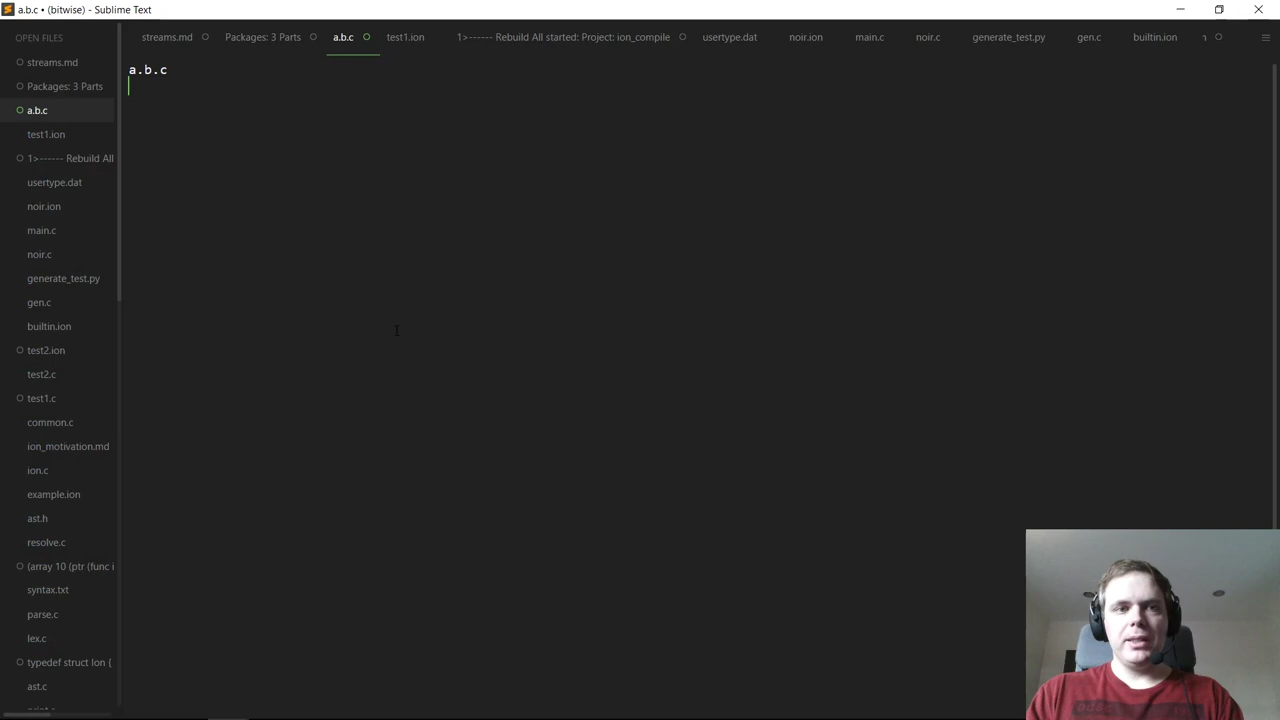 a.b.c • (bitwise) - Sublime Text
OPEN FILES
streams.md
Packages: 3 Parts
a.b.c
test1.ion
1>------ Rebuild All
usertype.dat
noir.ion
main.c
noir.c
generate_test.py
gen.c
builtin.ion
test2.ion
test2.c
test1.c
common.c
ion_motivation.md
ion.c
example.ion
ast.h
resolve.c
(array 10 (ptr (func i
syntax.txt
parse.c
lex.c
typedef struct Ion {
ast.c
streams.md Packages: 3 Parts a.b.c test1.ion 1>------ Rebuild All started: Project: ion_compile usertype.dat noir.ion main.c noir.c generate_test.py gen.c builtin.ion
a.b.c